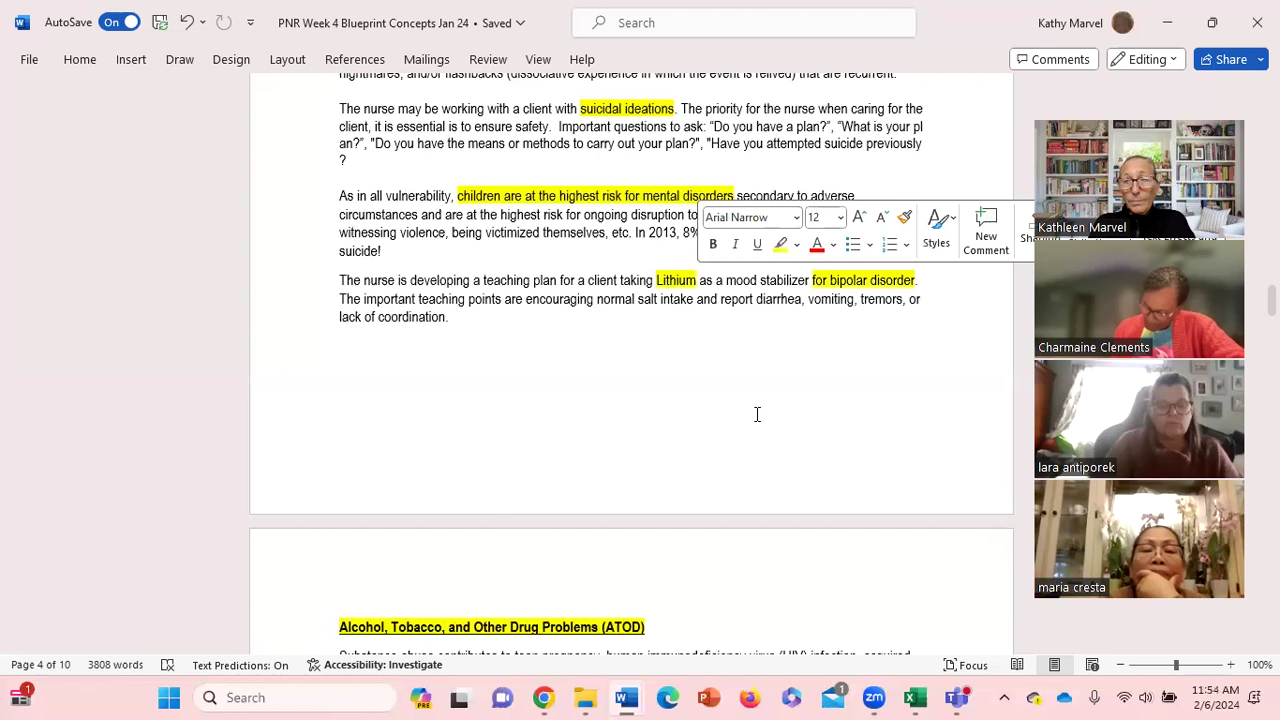 AutoSave On PNR Week 4 Blueprint Concepts Jan 24 • Saved Search Kathy Marvel
File Home Insert Draw Design Layout References Mailings Review View Help Comments Editing Share
nightmares, and/or flashbacks (dissociative experience in which the event is relived) that are recurrent.
The nurse may be working with a client with suicidal ideations. The priority for the nurse when caring for the
client, it is essential is to ensure safety. Important questions to ask: “Do you have a plan?”, “What is your pl
an?”, "Do you have the means or methods to carry out your plan?", "Have you attempted suicide previously
?
As in all vulnerability, children are at the highest risk for mental disorders secondary to adverse
circumstances and are at the highest risk for ongoing disruption to
witnessing violence, being victimized themselves, etc. In 2013, 8%
suicide!
Arial Narrow 12
B I U A Styles New Comment
The nurse is developing a teaching plan for a client taking Lithium as a mood stabilizer for bipolar disorder.
The important teaching points are encouraging normal salt intake and report diarrhea, vomiting, tremors, or
lack of coordination.
Alcohol, Tobacco, and Other Drug Problems (ATOD)
Kathleen Marvel
Charmaine Clements
lara antiporek
maria cresta
Page 4 of 10 3808 words Text Predictions: On Accessibility: Investigate Focus 100%
1 Search PRE 1 zm 11:54 AM
2/6/2024